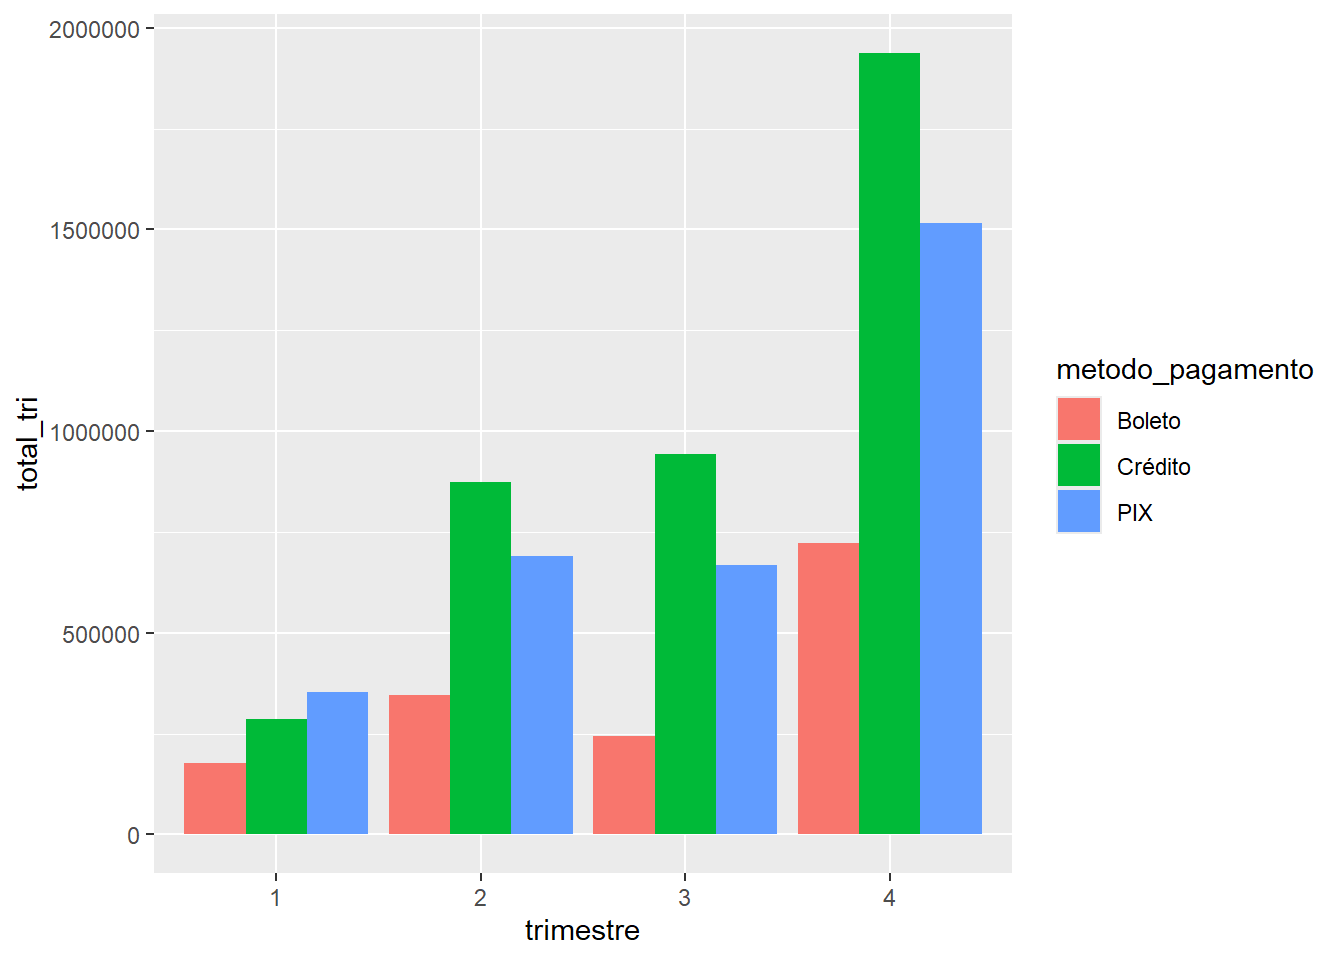 total_tri
2000000
1500000
1000000
500000
0
1
2
3
4
trimestre
metodo_pagamento
Boleto
Crédito
PIX